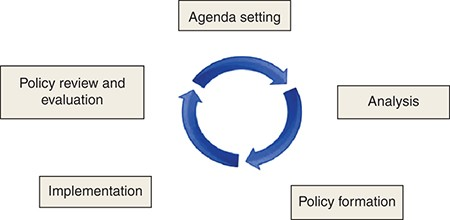 Agenda setting
Analysis
Policy formation
Implementation
Policy review and
evaluation